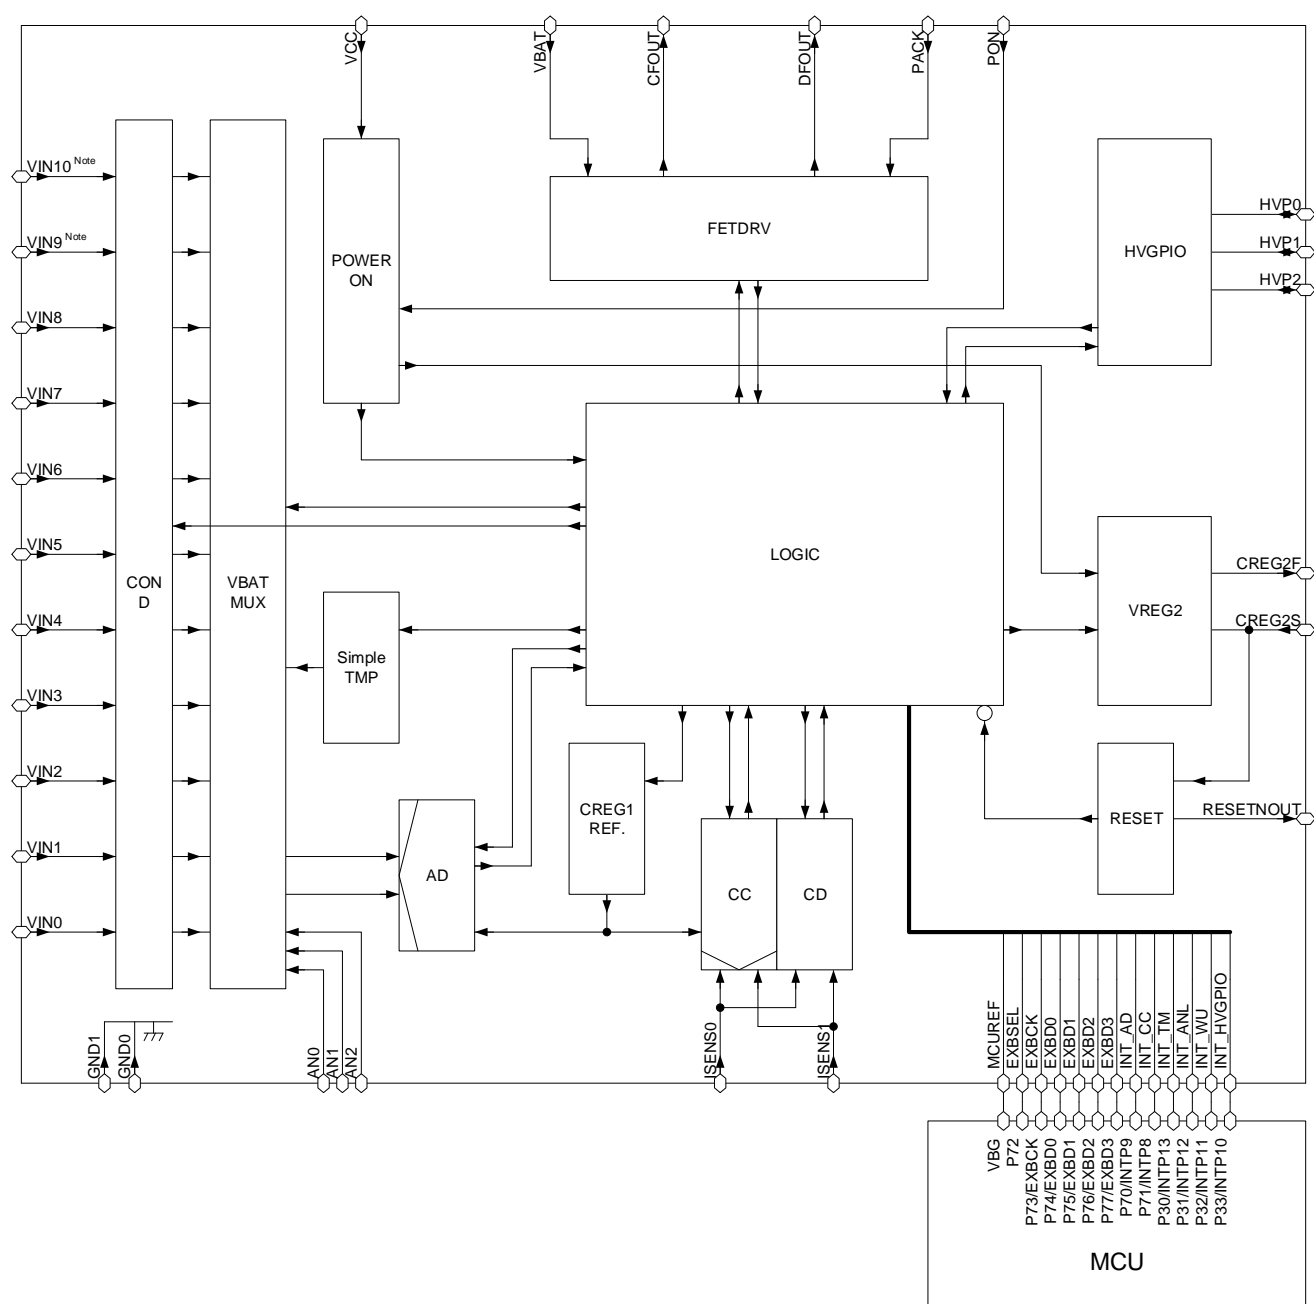 VCC
VBAT
CFOUT
DFOUT
PACK
PON
VIN10 Note
VIN9 Note
VIN8
VIN7
VIN6
VIN5
VIN4
VIN3
VIN2
VIN1
VIN0
CON
D
VBAT
MUX
POWER
ON
FETDRV
HVGPIO
HVP0
HVP1
HVP2
LOGIC
Simple
TMP
VREG2
CREG2F
CREG2S
CREG1
REF.
AD
CC
CD
RESET
RESETNOUT
GND1
GND0
AN0
AN1
AN2
ISENS0
ISENS1
MCUREF
EXBSEL
EXBCK
EXBD0
EXBD1
EXBD2
EXBD3
INT_AD
INT_CC
INT_TM
INT_ANL
INT_WU
INT_HVGPIO
VBG
P72
P73/EXBCK
P74/EXBD0
P75/EXBD1
P76/EXBD2
P77/EXBD3
P70/INTP9
P71/INTP8
P30/INTP13
P31/INTP12
P32/INTP11
P33/INTP10
MCU